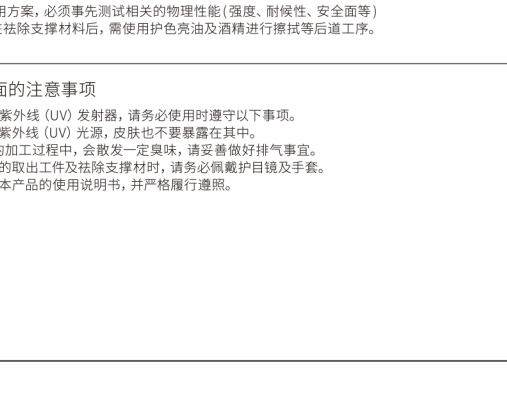 用方案，必须事先测试相关的物理性能(强度、耐候性、安全面等)
祛除支撑材料后，需使用护色亮油及酒精进行擦拭等后道工序。
面的注意事项
紫外线（UV）发射器，请务必使用时遵守以下事项。
紫外线（UV）光源，皮肤也不要暴露在其中。
的加工过程中，会散发一定臭味，请妥善做好排气事宜。
的取出工件及祛除支撑材时，请务必佩戴护目镜及手套。
本产品的使用说明书，并严格履行遵照。